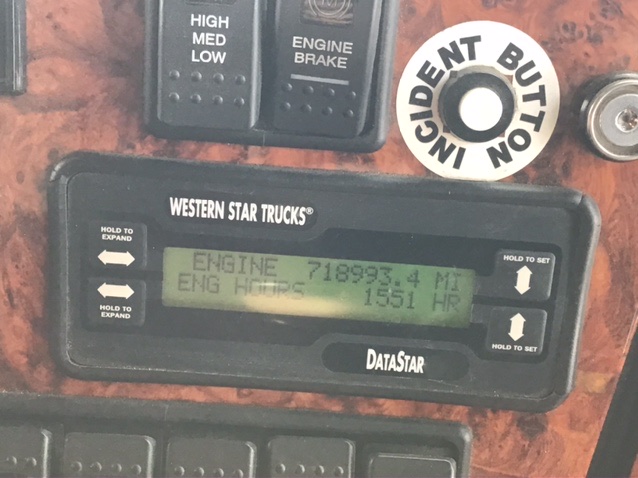 HIGH
MED
LOW
ENGINE
BRAKE
INCIDENT BUTTON
WESTERN STAR TRUCKS®
HOLD TO
EXPAND
HOLD TO SET
ENGINE 718993.4 MI
ENG HOURS 1551 HR
HOLD TO
EXPAND
HOLD TO SET
DATASTAR